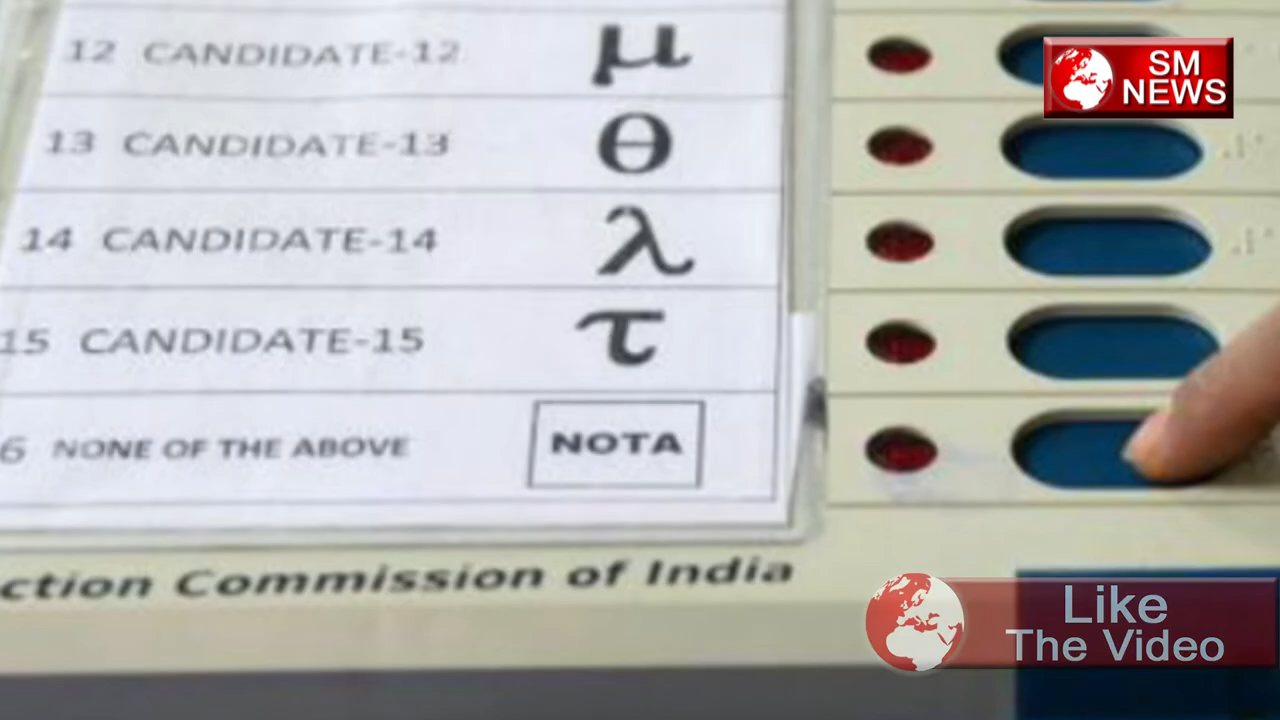 12 CANDIDATE-12 μ
13 CANDIDATE-13 θ
14 CANDIDATE-14 λ
15 CANDIDATE-15 τ
6 NONE OF THE ABOVE NOTA
ction Commission of India
SM
NEWS
Like
The Video